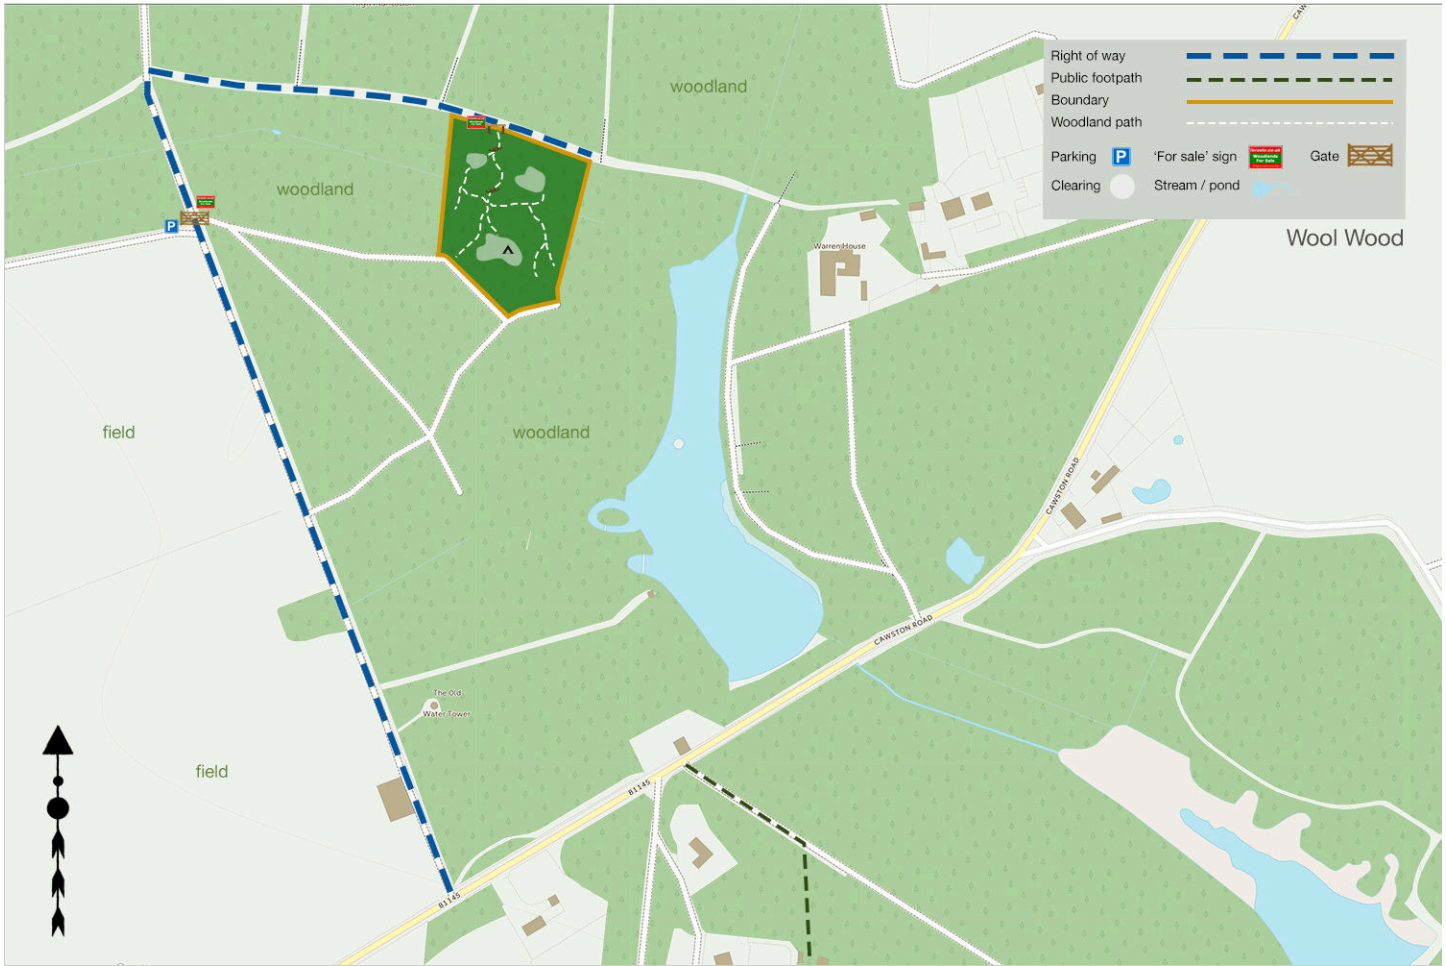 CAW
woodland
Right of way
Public footpath
Boundary
Woodland path
Parking P 'For sale' sign Gate
Clearing Stream / pond
Wool Wood
woodland
P
Warren House
field
woodland
CAWSTON ROAD
CAWSTON ROAD
The Old
Water Tower
field
B1145
B1145